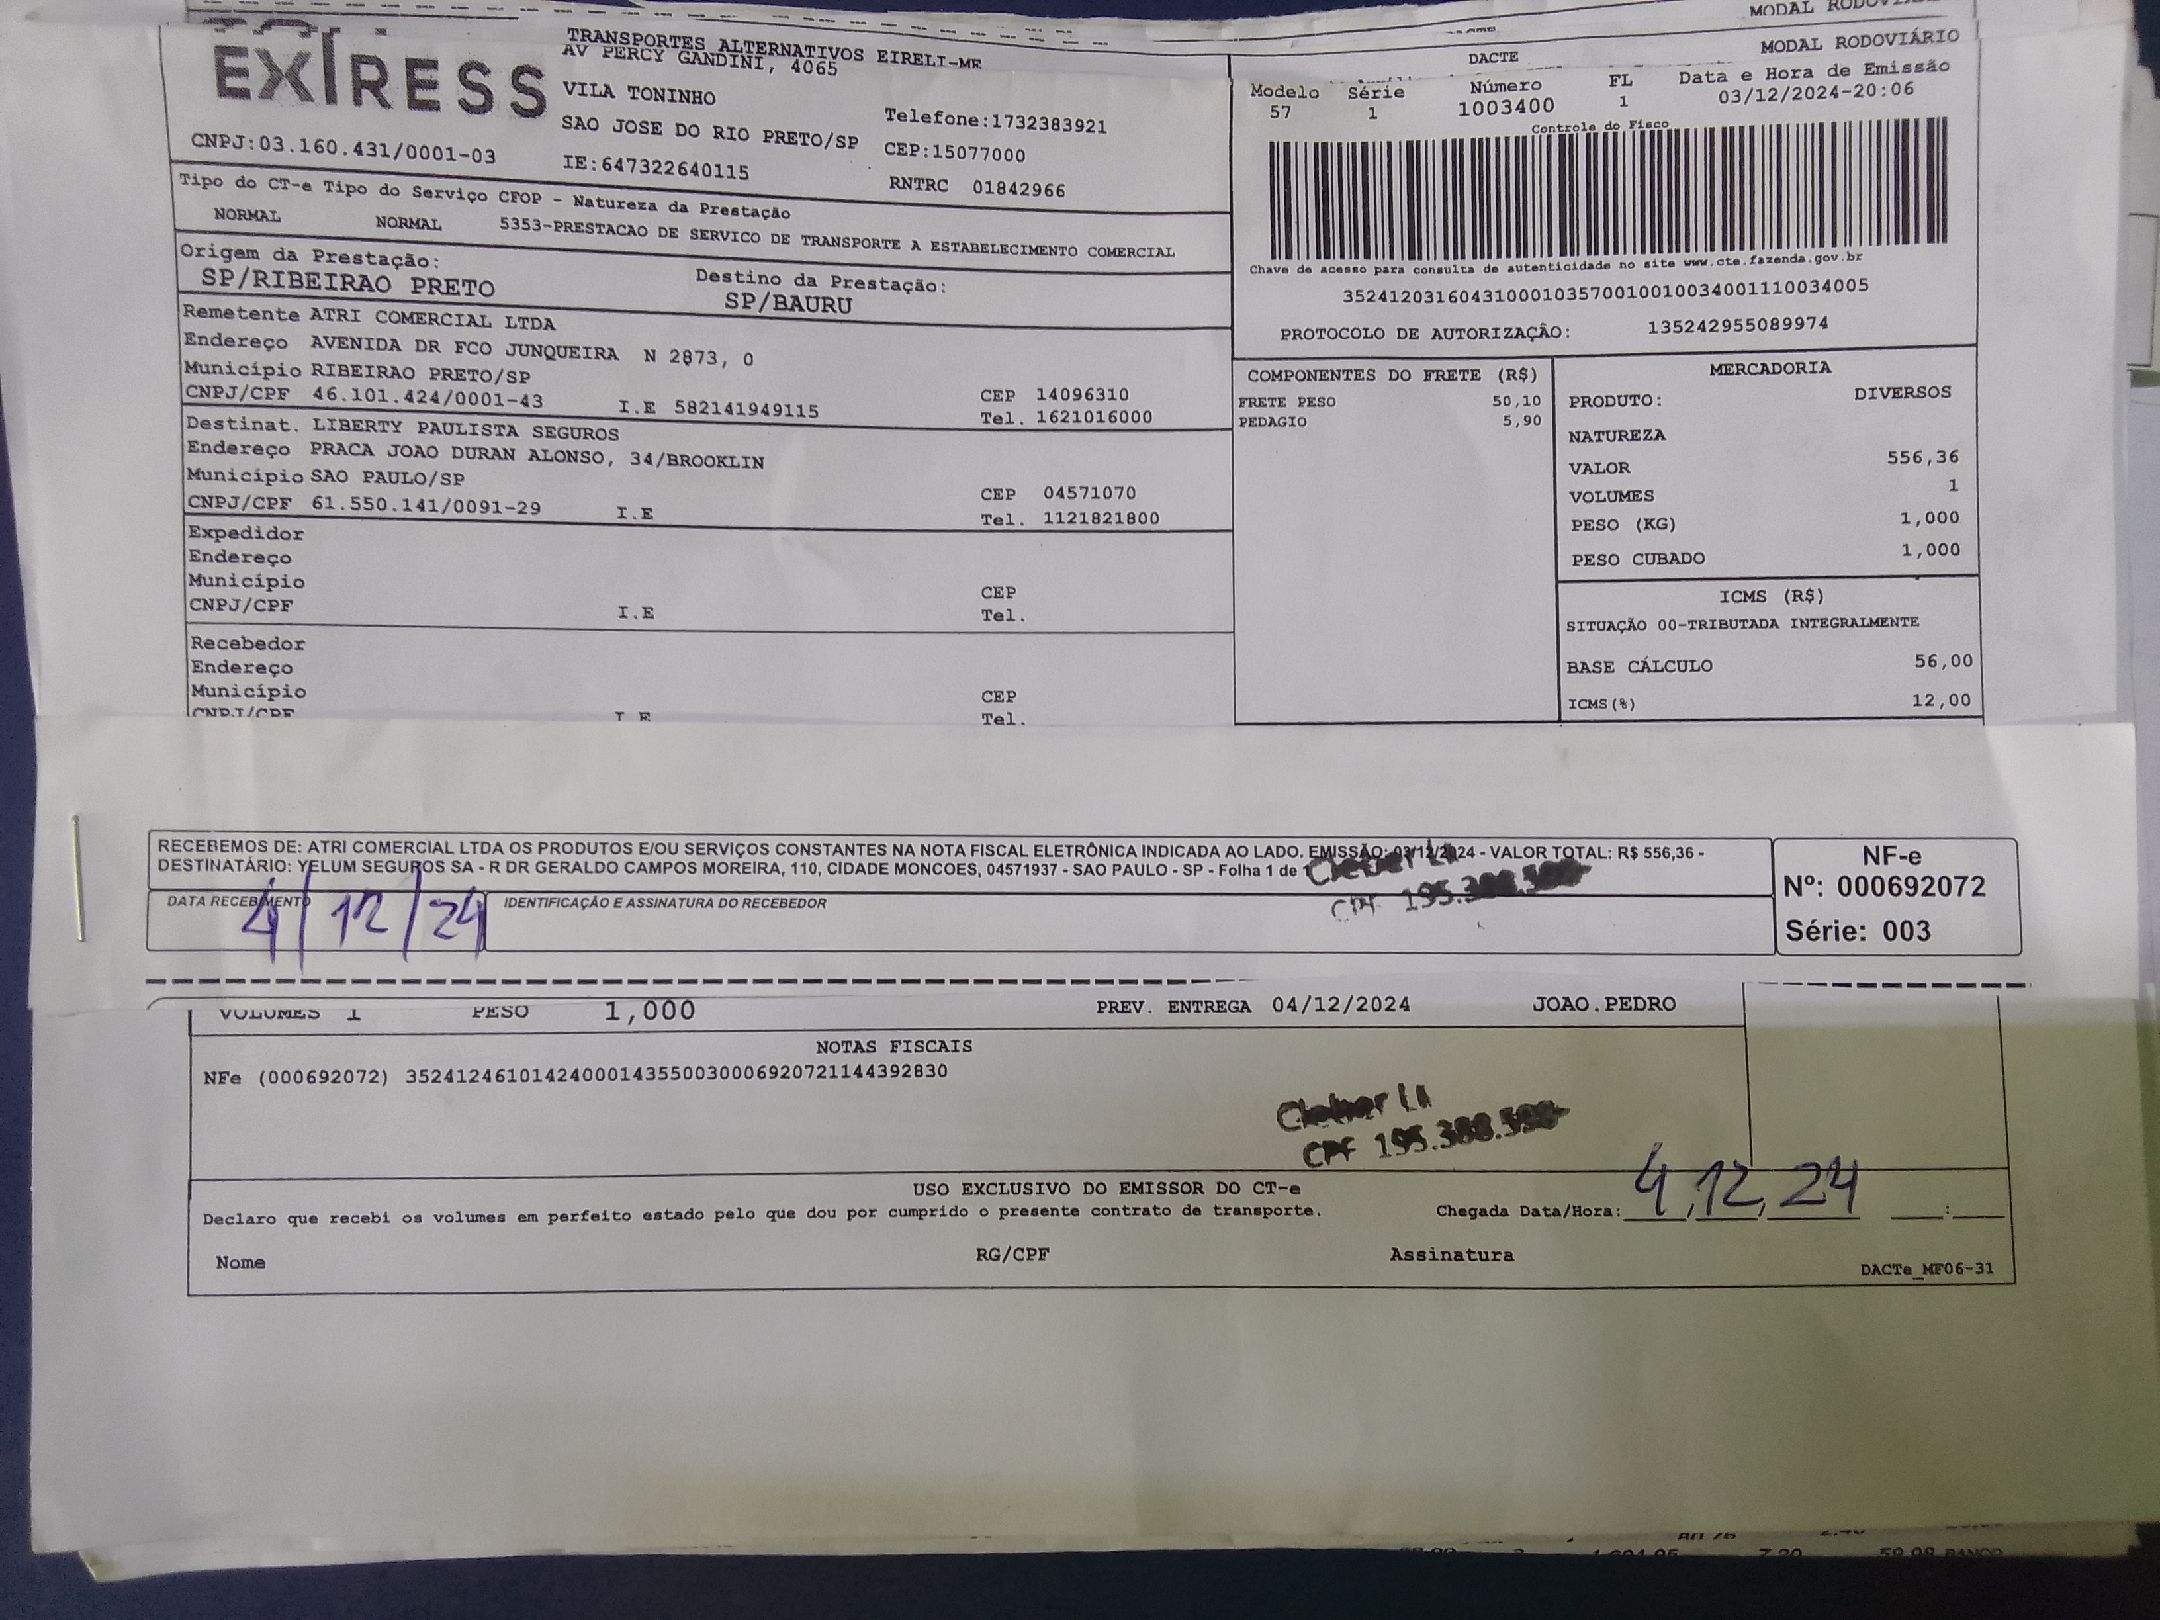 MODAL RODOVIÁRIO
EXPRESS
TRANSPORTES ALTERNATIVOS EIRELI-ME
AV PERCY GANDINI, 4065
VILA TONINHO
SAO JOSE DO RIO PRETO/SP
IE:647322640115
Telefone:1732383921
CEP:15077000
RNTRC 01842966
CNPJ:03.160.431/0001-03
DACTE
MODAL RODOVIÁRIO
Modelo Série Número FL Data e Hora de Emissão
57 1 1003400 1 03/12/2024-20:06
Controle do Fisco
Chave de acesso para consulta de autenticidade no site www.cte.fazenda.gov.br
35241203160431000103570010010034001110034005
PROTOCOLO DE AUTORIZAÇÃO: 135242955089974
Tipo do CT-e Tipo do Serviço CFOP - Natureza da Prestação
NORMAL NORMAL 5353-PRESTACAO DE SERVICO DE TRANSPORTE A ESTABELECIMENTO COMERCIAL
Origem da Prestação: Destino da Prestação:
SP/RIBEIRAO PRETO SP/BAURU
Remetente ATRI COMERCIAL LTDA
Endereço AVENIDA DR FCO JUNQUEIRA N 2873, 0
Município RIBEIRAO PRETO/SP CEP 14096310
CNPJ/CPF 46.101.424/0001-43 I.E 582141949115 Tel. 1621016000
Destinat. LIBERTY PAULISTA SEGUROS
Endereço PRACA JOAO DURAN ALONSO, 34/BROOKLIN
Município SAO PAULO/SP CEP 04571070
CNPJ/CPF 61.550.141/0091-29 I.E Tel. 1121821800
Expedidor
Endereço
Município CEP
CNPJ/CPF I.E Tel.
Recebedor
Endereço
Município CEP
CNPJ/CPF I.E Tel.
COMPONENTES DO FRETE (R$)
FRETE PESO 50,10
PEDAGIO 5,90
MERCADORIA
PRODUTO: DIVERSOS
NATUREZA
VALOR 556,36
VOLUMES 1
PESO (KG) 1,000
PESO CUBADO 1,000
ICMS (R$)
SITUAÇÃO 00-TRIBUTADA INTEGRALMENTE
BASE CÁLCULO 56,00
ICMS(%) 12,00
RECEBEMOS DE: ATRI COMERCIAL LTDA OS PRODUTOS E/OU SERVIÇOS CONSTANTES NA NOTA FISCAL ELETRÔNICA INDICADA AO LADO. EMISSÃO: 03/12/2024 - VALOR TOTAL: R$ 556,36 -
DESTINATÁRIO: YELUM SEGUROS SA - R DR GERALDO CAMPOS MOREIRA, 110, CIDADE MONCOES, 04571937 - SAO PAULO - SP - Folha 1 de 1
Cleber
CPF 195.
DATA RECEBIMENTO IDENTIFICAÇÃO E ASSINATURA DO RECEBEDOR
4/12/24
NF-e
Nº: 000692072
Série: 003
VOLUMES 1 PESO 1,000 PREV. ENTREGA 04/12/2024 JOAO.PEDRO
NOTAS FISCAIS
NFe (000692072) 35241246101424000143550030006920721144392830
Cleber
CPF 195.388.
USO EXCLUSIVO DO EMISSOR DO CT-e
Declaro que recebi os volumes em perfeito estado pelo que dou por cumprido o presente contrato de transporte. Chegada Data/Hora: 4,12,24 :
Nome RG/CPF Assinatura
DACTe_MF06-31